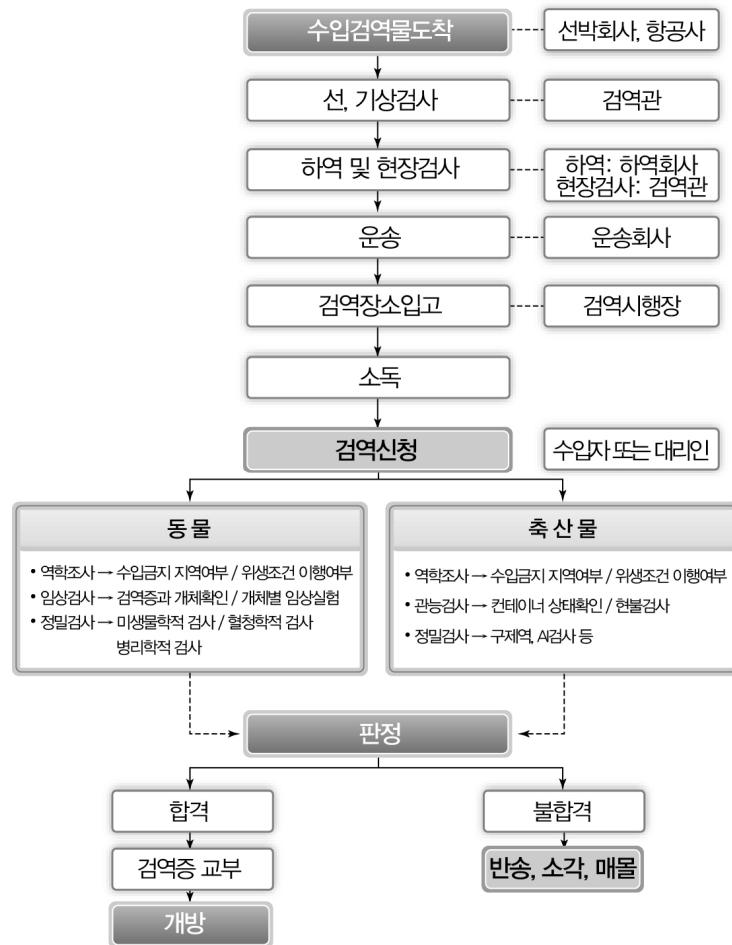 수입검역물도착
선박회사, 항공사
선, 기상검사
검역관
하역 및 현장검사
하역: 하역회사
현장검사: 검역관
운송
운송회사
검역장소입고
검역시행장
소독
검역신청
수입자 또는 대리인
동 물
• 역학조사 → 수입금지 지역여부 / 위생조건 이행여부
• 임상검사 → 검역증과 개체확인 / 개체별 임상실험
• 정밀검사 → 미생물학적 검사 / 혈청학적 검사
병리학적 검사
축 산 물
• 역학조사 → 수입금지 지역여부 / 위생조건 이행여부
• 관능검사 → 컨테이너 상태확인 / 현물검사
• 정밀검사 → 구제역, AI검사 등
판정
합격
불합격
검역증 교부
반송, 소각, 매몰
개방